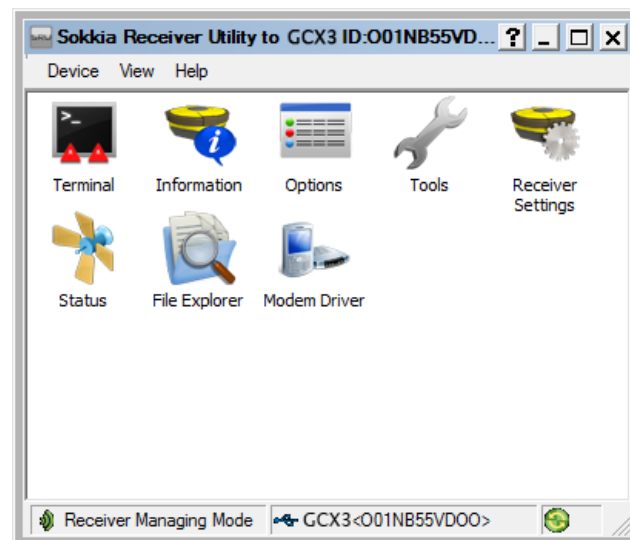 Sokkia Receiver Utility to GCX3 ID:O01NB55VD...
Device View Help
Terminal Information Options Tools Receiver Settings
Status File Explorer Modem Driver
Receiver Managing Mode GCX3<O01NB55VDOO>